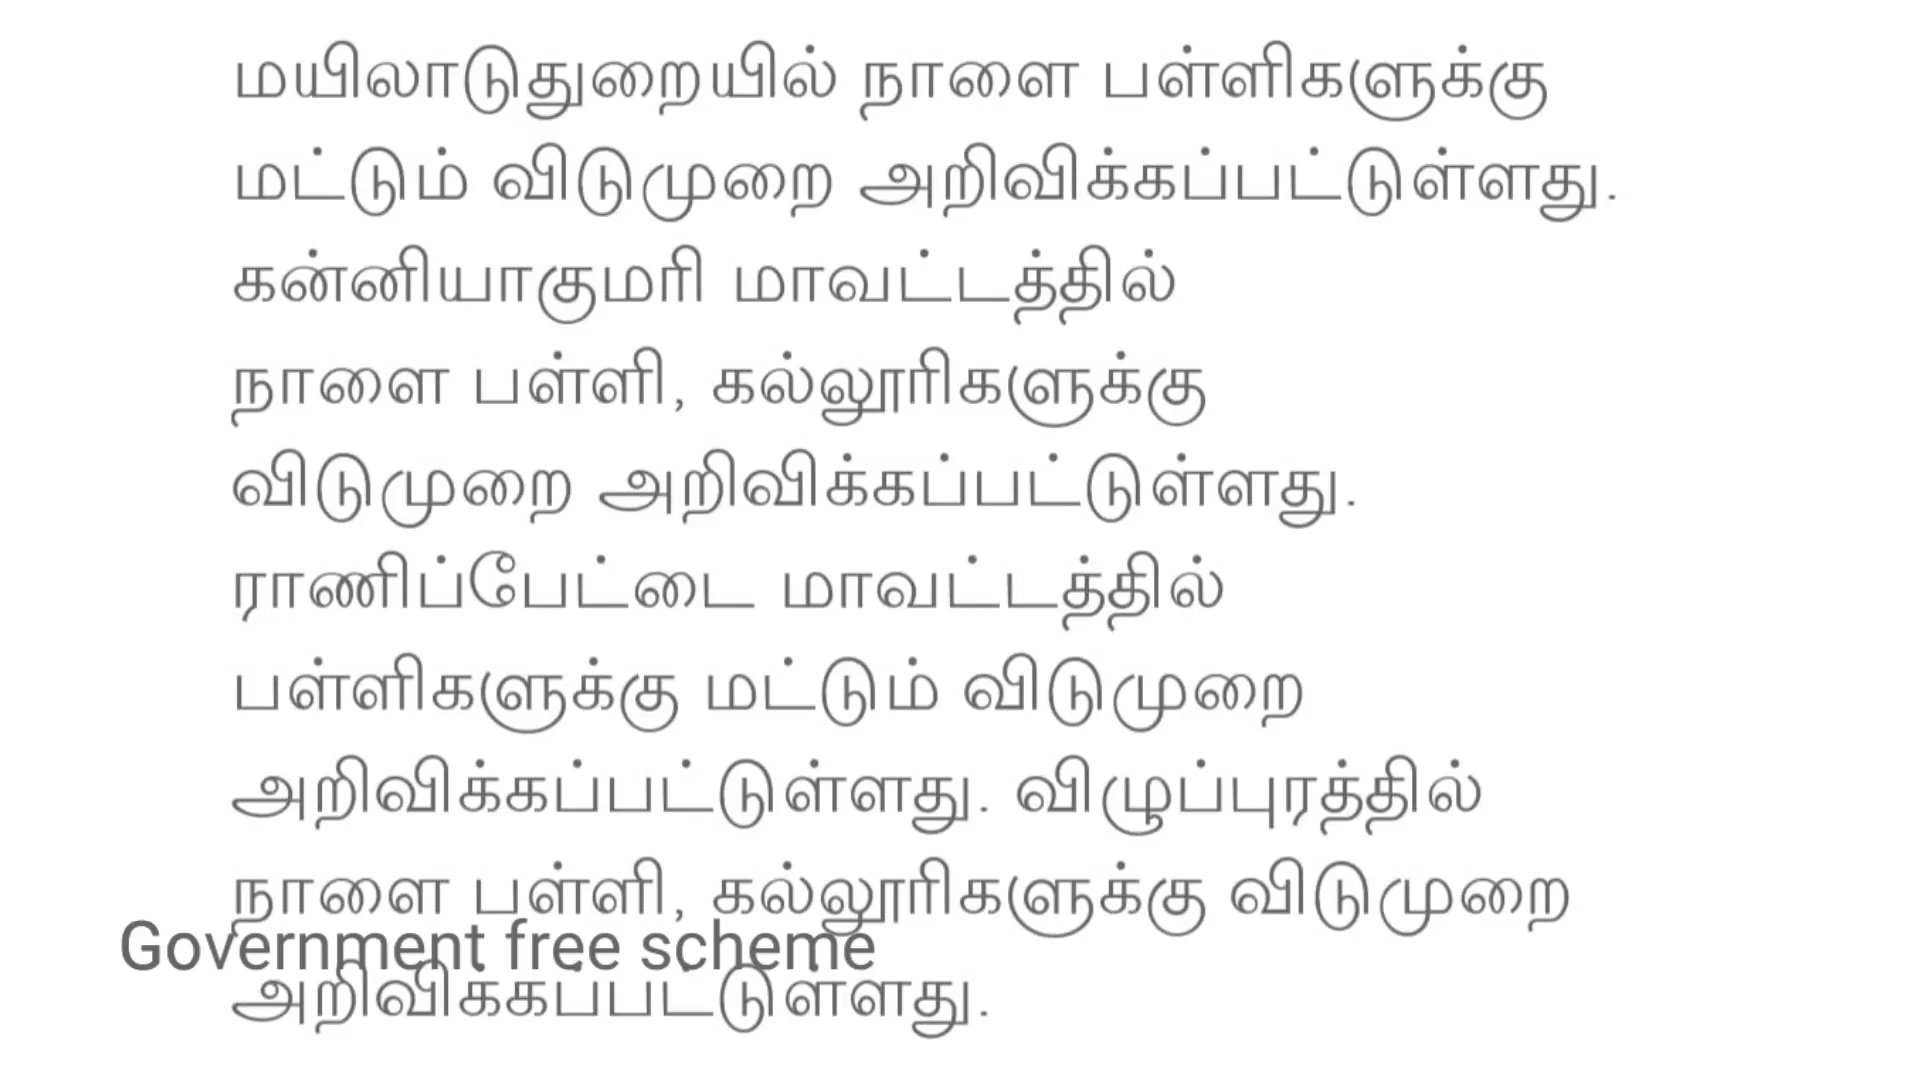 மயிலாடுதுறையில் நாளை பள்ளிகளுக்கு
மட்டும் விடுமுறை அறிவிக்கப்பட்டுள்ளது.
கன்னியாகுமரி மாவட்டத்தில்
நாளை பள்ளி, கல்லூரிகளுக்கு
விடுமுறை அறிவிக்கப்பட்டுள்ளது.
ராணிப்பேட்டை மாவட்டத்தில்
பள்ளிகளுக்கு மட்டும் விடுமுறை
அறிவிக்கப்பட்டுள்ளது. விழுப்புரத்தில்
நாளை பள்ளி, கல்லூரிகளுக்கு விடுமுறை
Government free scheme
அறிவிக்கப்பட்டுள்ளது.